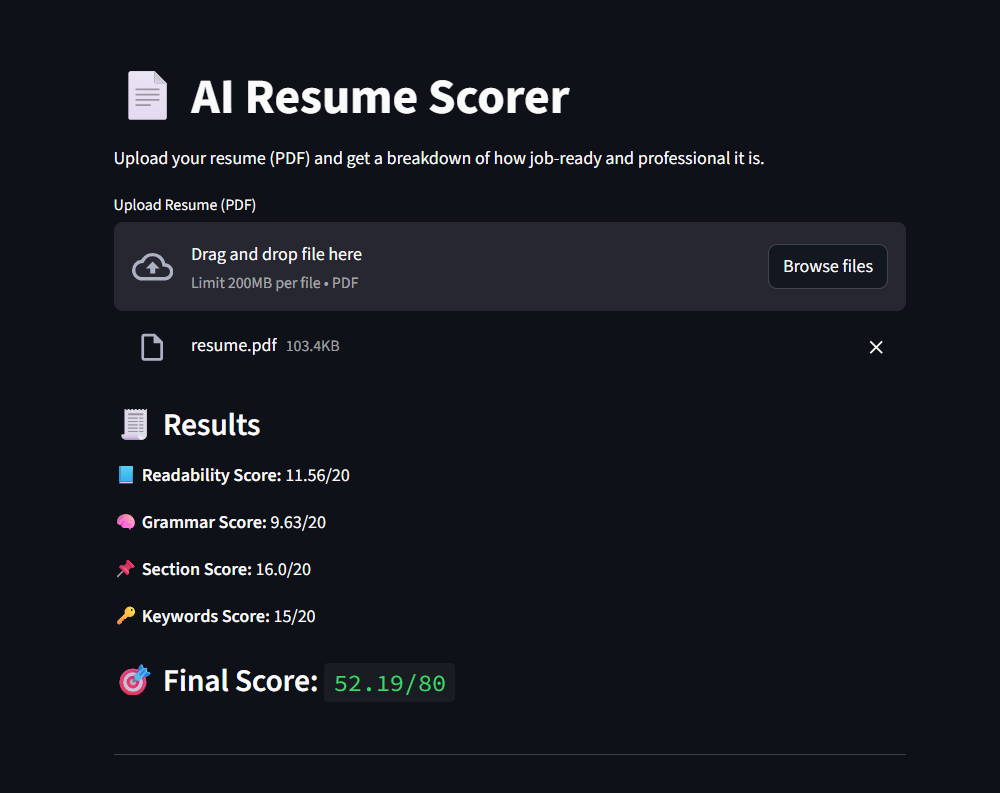 AI Resume Scorer
Upload your resume (PDF) and get a breakdown of how job-ready and professional it is.
Upload Resume (PDF)
Drag and drop file here
Limit 200MB per file • PDF
Browse files
resume.pdf 103.4KB
Results
Readability Score: 11.56/20
Grammar Score: 9.63/20
Section Score: 16.0/20
Keywords Score: 15/20
Final Score: 52.19/80